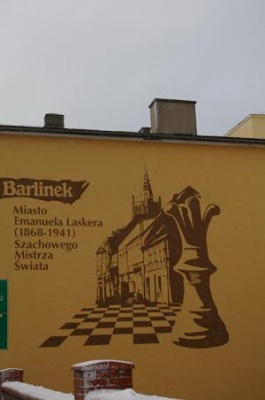 Barlinek
Miasto
Emanuela Laskera
(1868-1941)
Szachowego
Mistrza
Świata